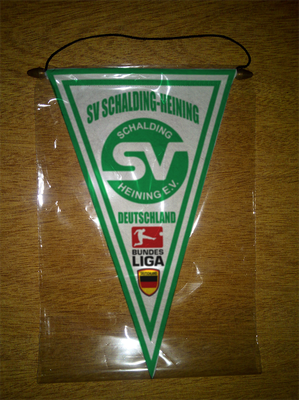 SV SCHALDING-HEINING
SCHALDING
SV
HEINING E.V.
DEUTSCHLAND
BUNDES
LIGA